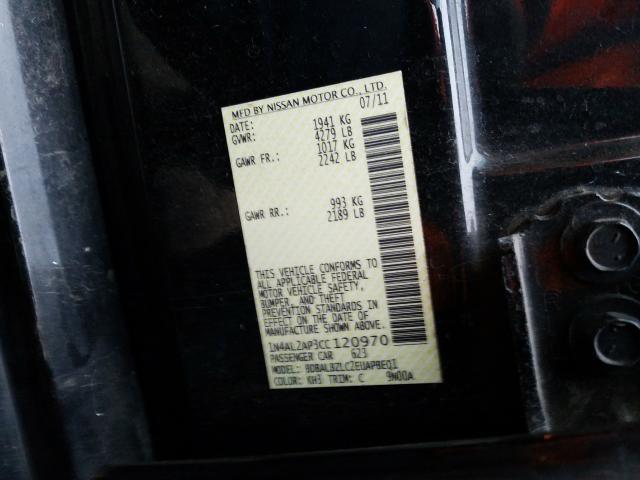 MFD BY NISSAN MOTOR CO., LTD.
DATE: 07/11
GVWR: 1941 KG
4279 LB
GAWR FR.: 1017 KG
2242 LB
GAWR RR.: 993 KG
2189 LB
THIS VEHICLE CONFORMS TO
ALL APPLICABLE FEDERAL
MOTOR VEHICLE SAFETY,
BUMPER, AND THEFT
PREVENTION STANDARDS IN
EFFECT ON THE DATE OF
MANUFACTURE SHOWN ABOVE.
1N4AL2AP3CC120970
PASSENGER CAR 623
MODEL: BDBALBZLC2EUAPBEQI
COLOR: KH3 TRIM: C 9N00A